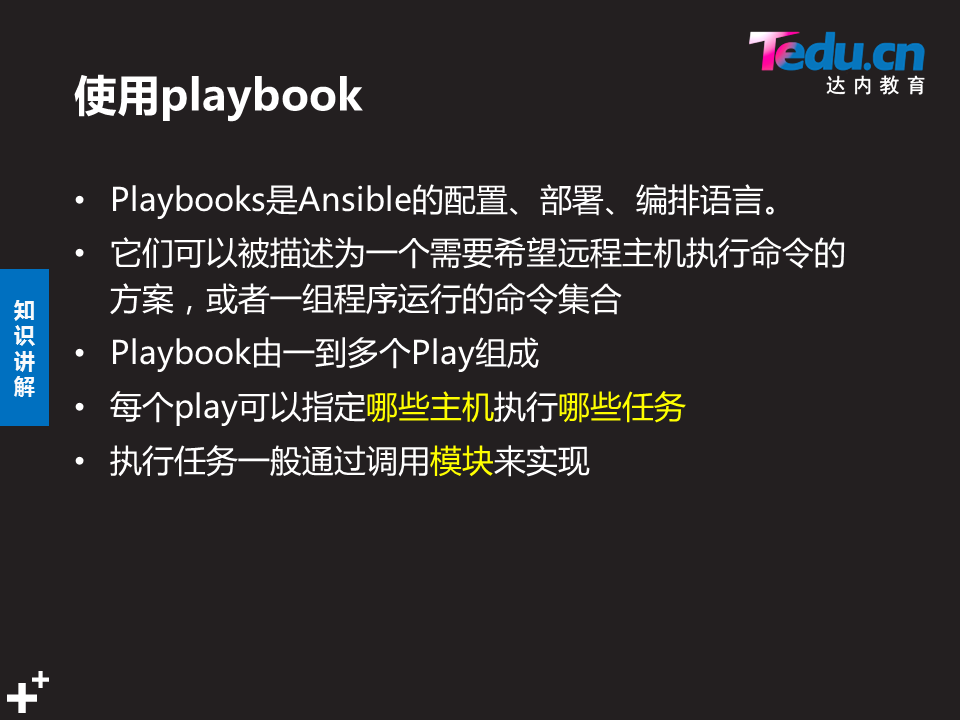 Tedu.cn
达内教育
使用playbook
• Playbooks是Ansible的配置、部署、编排语言。
• 它们可以被描述为一个需要希望远程主机执行命令的
方案，或者一组程序运行的命令集合
• Playbook由一到多个Play组成
• 每个play可以指定哪些主机执行哪些任务
• 执行任务一般通过调用模块来实现
知
识
讲
解